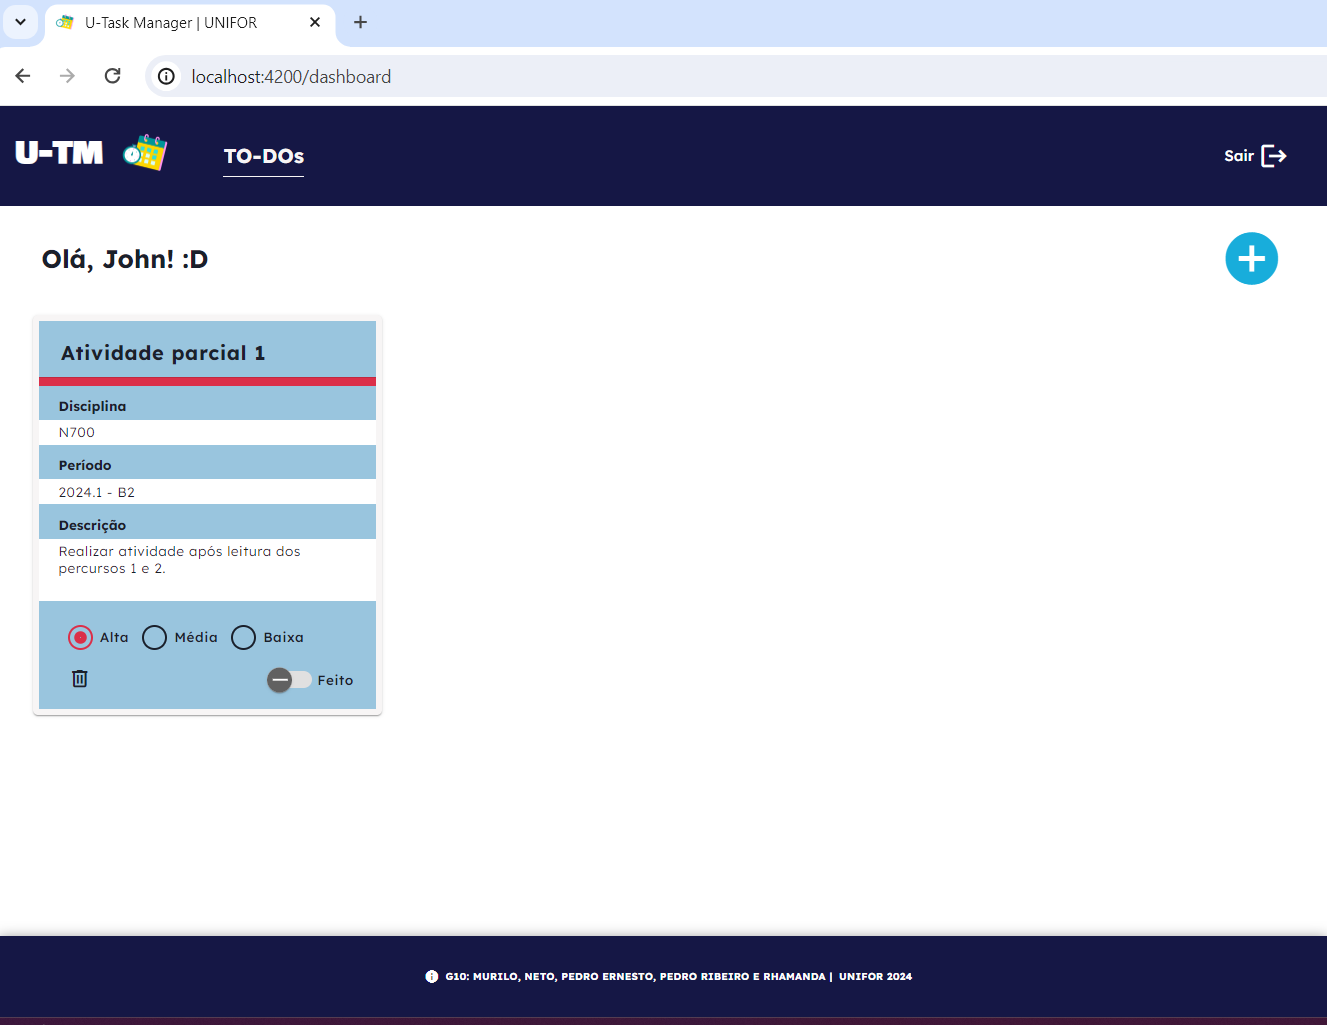 U-Task Manager | UNIFOR
localhost:4200/dashboard
U-TM
TO-DOs
Sair
Olá, John! :D
Atividade parcial 1
Disciplina
N700
Período
2024.1 - B2
Descrição
Realizar atividade após leitura dos
percursos 1 e 2.
Alta Média Baixa
Feito
G10: MURILO, NETO, PEDRO ERNESTO, PEDRO RIBEIRO E RHAMANDA | UNIFOR 2024